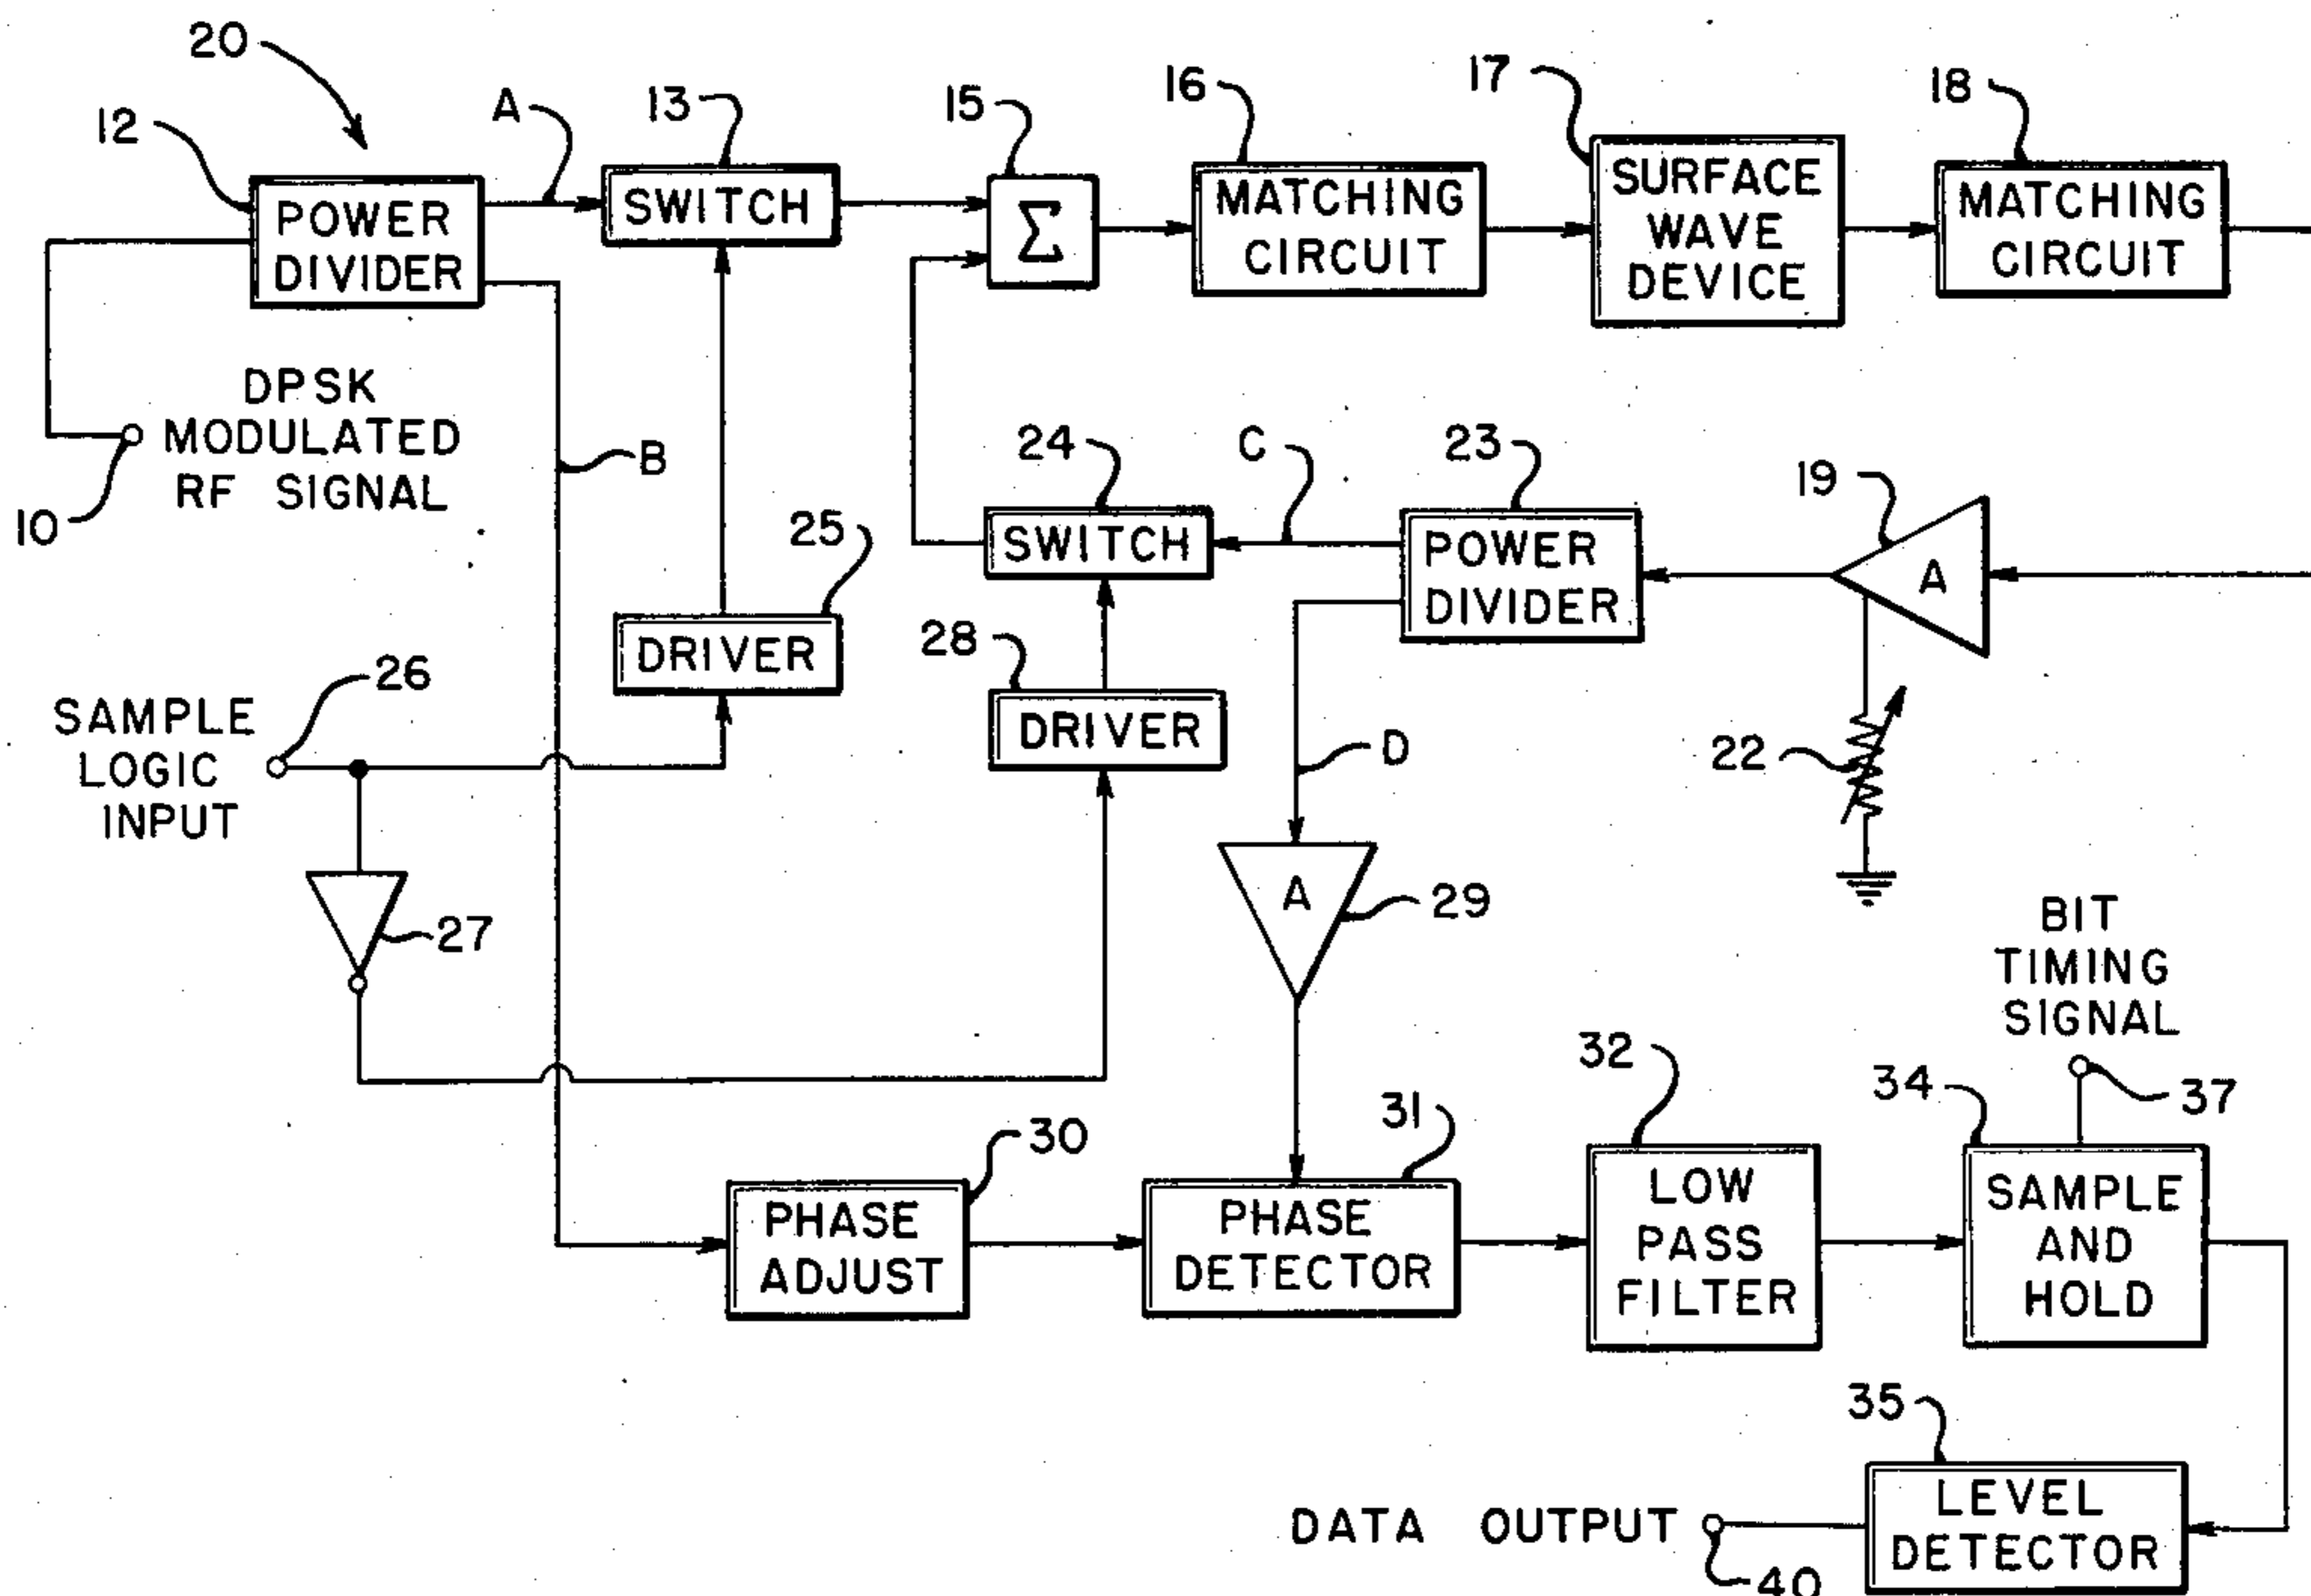 20
12
A
13
15
16
17
18
POWER
DIVIDER
SWITCH
Σ
MATCHING
CIRCUIT
SURFACE
WAVE
DEVICE
MATCHING
CIRCUIT
DPSK
MODULATED
RF SIGNAL
10
B
24
C
23
19
SWITCH
POWER
DIVIDER
A
25
DRIVER
28
DRIVER
D
22
26
SAMPLE
LOGIC
INPUT
27
A
29
BIT
TIMING
SIGNAL
37
30
PHASE
ADJUST
31
PHASE
DETECTOR
32
LOW
PASS
FILTER
34
SAMPLE
AND
HOLD
35
LEVEL
DETECTOR
DATA OUTPUT
40